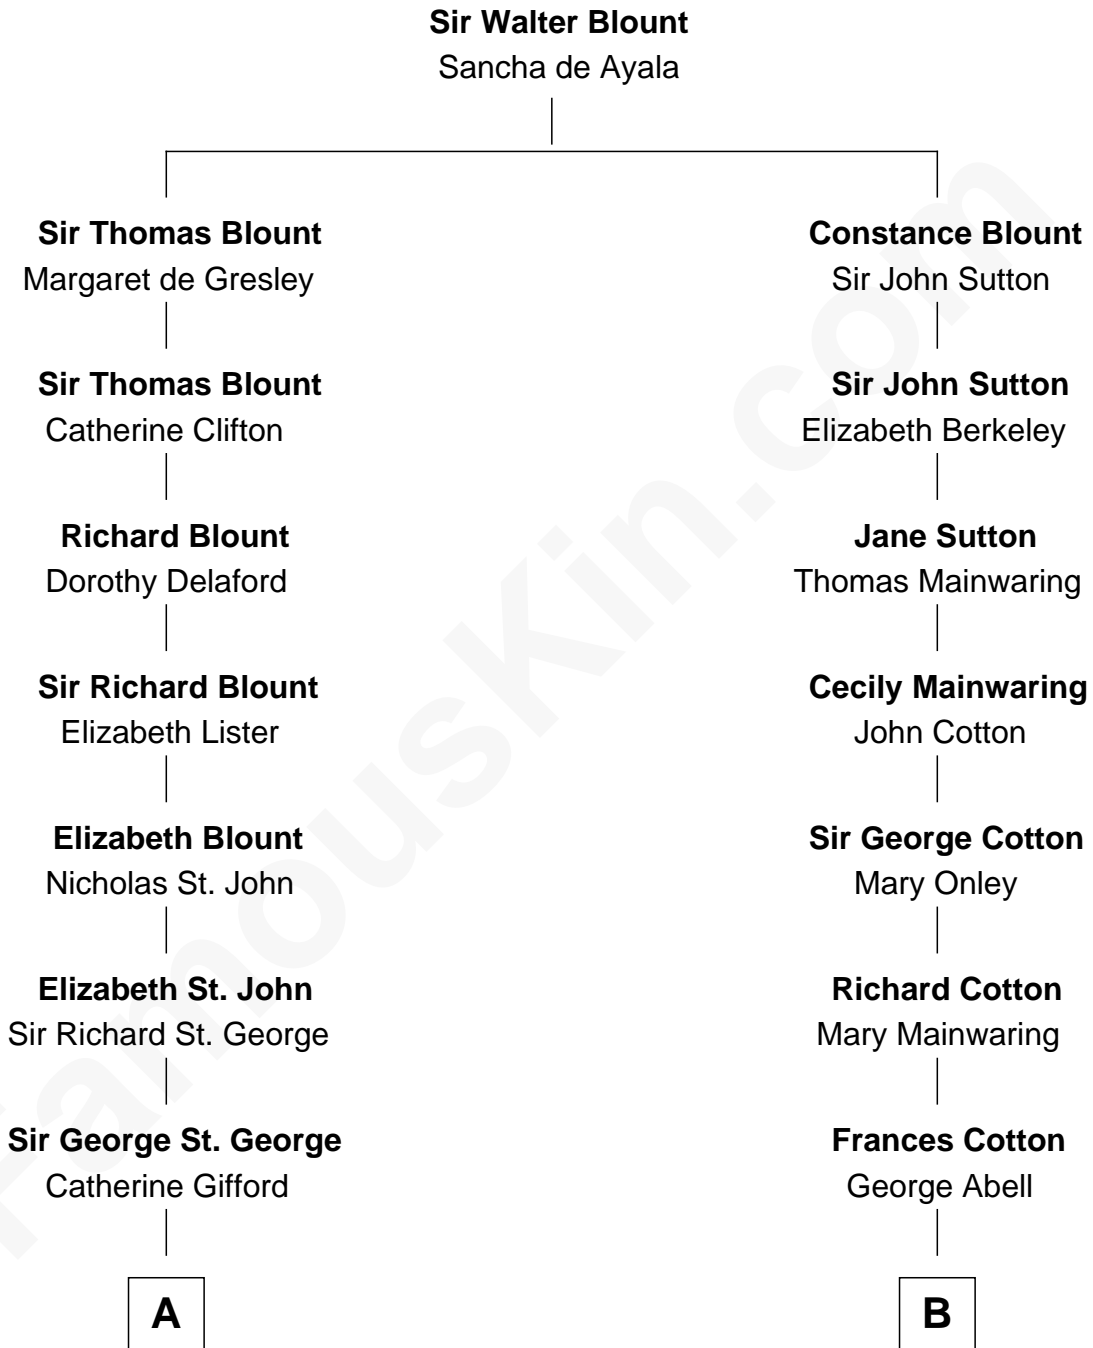 Sir Walter Blount
Sancha de Ayala
Sir Thomas Blount
Margaret de Gresley
Constance Blount
Sir John Sutton
Sir Thomas Blount
Catherine Clifton
Sir John Sutton
Elizabeth Berkeley
Richard Blount
Dorothy Delaford
Jane Sutton
Thomas Mainwaring
Sir Richard Blount
Elizabeth Lister
Cecily Mainwaring
John Cotton
Elizabeth Blount
Nicholas St. John
Sir George Cotton
Mary Onley
Elizabeth St. John
Sir Richard St. George
Richard Cotton
Mary Mainwaring
Sir George St. George
Catherine Gifford
Frances Cotton
George Abell
A
B
FamousKin.com